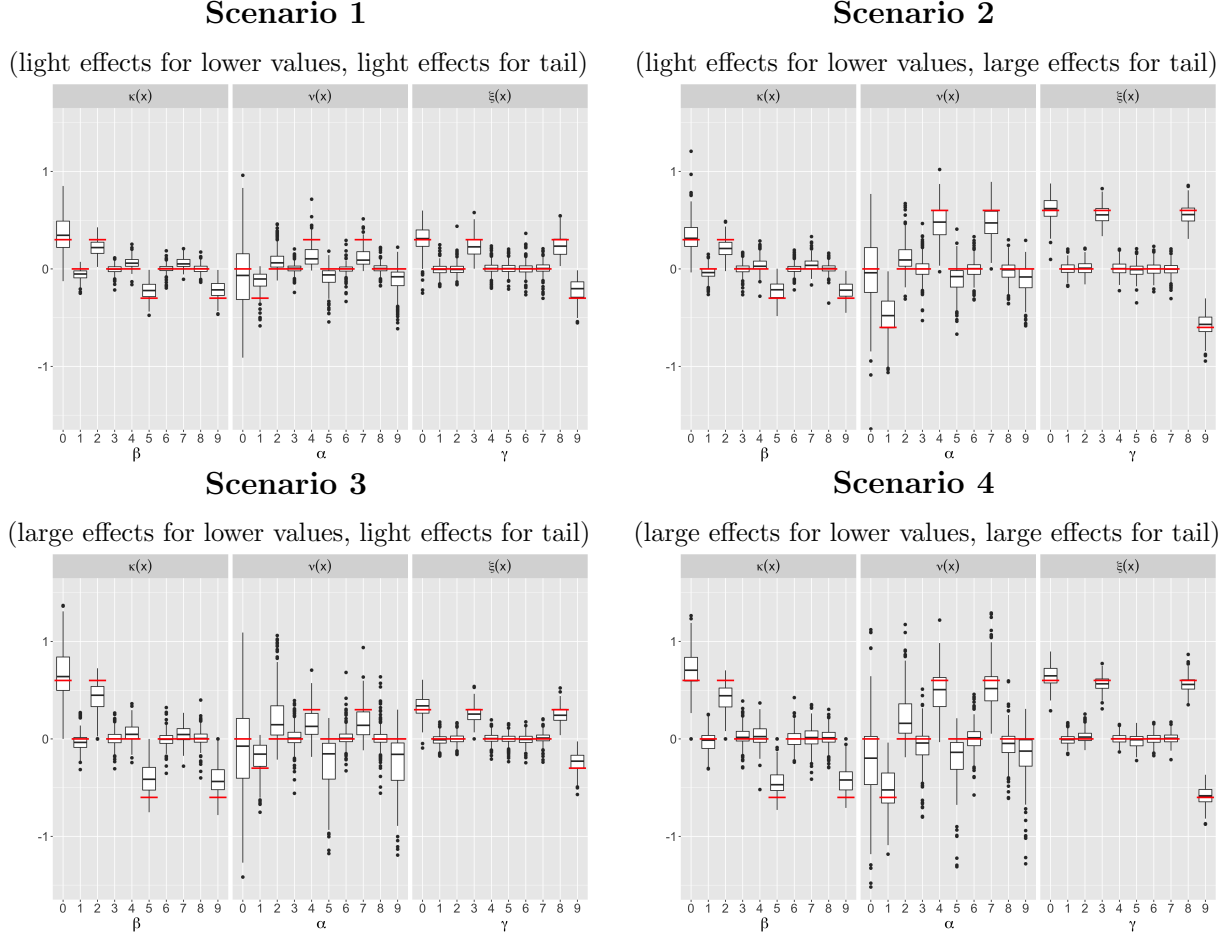 Scenario 1
(light effects for lower values, light effects for tail)
κ(x) ν(x) ξ(x)
1
0
-1
0 1 2 3 4 5 6 7 8 9 0 1 2 3 4 5 6 7 8 9 0 1 2 3 4 5 6 7 8 9
β α γ
Scenario 2
(light effects for lower values, large effects for tail)
κ(x) ν(x) ξ(x)
1
0
-1
0 1 2 3 4 5 6 7 8 9 0 1 2 3 4 5 6 7 8 9 0 1 2 3 4 5 6 7 8 9
β α γ
Scenario 3
(large effects for lower values, light effects for tail)
κ(x) ν(x) ξ(x)
1
0
-1
0 1 2 3 4 5 6 7 8 9 0 1 2 3 4 5 6 7 8 9 0 1 2 3 4 5 6 7 8 9
β α γ
Scenario 4
(large effects for lower values, large effects for tail)
κ(x) ν(x) ξ(x)
1
0
-1
0 1 2 3 4 5 6 7 8 9 0 1 2 3 4 5 6 7 8 9 0 1 2 3 4 5 6 7 8 9
β α γ